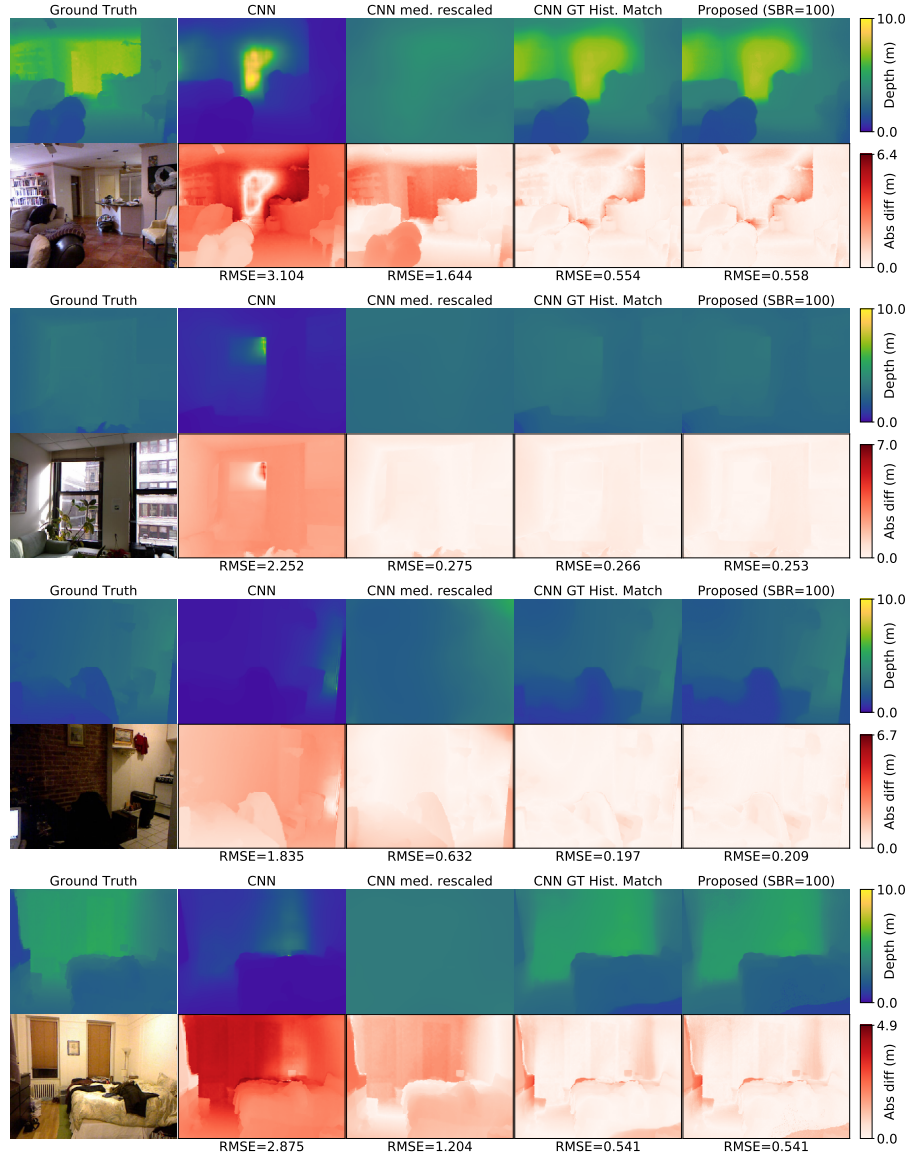 Ground Truth CNN CNN med. rescaled CNN GT Hist. Match Proposed (SBR=100)
10.0
Depth (m)
0.0
6.4
Abs diff (m)
0.0
RMSE=3.104 RMSE=1.644 RMSE=0.554 RMSE=0.558
Ground Truth CNN CNN med. rescaled CNN GT Hist. Match Proposed (SBR=100)
10.0
Depth (m)
0.0
7.0
Abs diff (m)
0.0
RMSE=2.252 RMSE=0.275 RMSE=0.266 RMSE=0.253
Ground Truth CNN CNN med. rescaled CNN GT Hist. Match Proposed (SBR=100)
10.0
Depth (m)
0.0
6.7
Abs diff (m)
0.0
RMSE=1.835 RMSE=0.632 RMSE=0.197 RMSE=0.209
Ground Truth CNN CNN med. rescaled CNN GT Hist. Match Proposed (SBR=100)
10.0
Depth (m)
0.0
4.9
Abs diff (m)
0.0
RMSE=2.875 RMSE=1.204 RMSE=0.541 RMSE=0.541